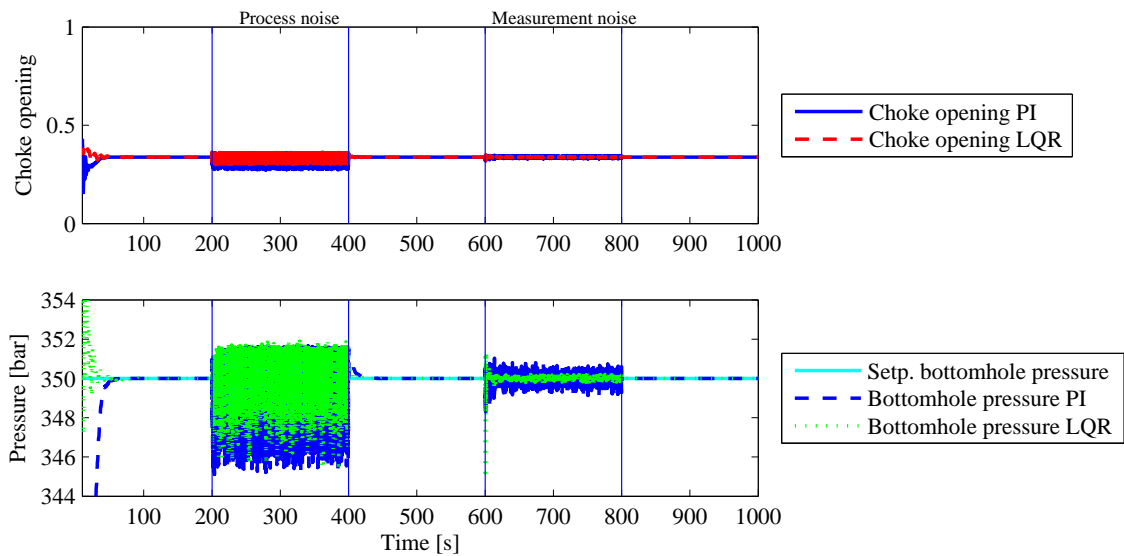 Process noise Measurement noise
1
0.5
0
Choke opening
100 200 300 400 500 600 700 800 900 1000
Choke opening PI
Choke opening LQR
354
352
350
348
346
344
Pressure [bar]
100 200 300 400 500 600 700 800 900 1000
Time [s]
Setp. bottomhole pressure
Bottomhole pressure PI
Bottomhole pressure LQR